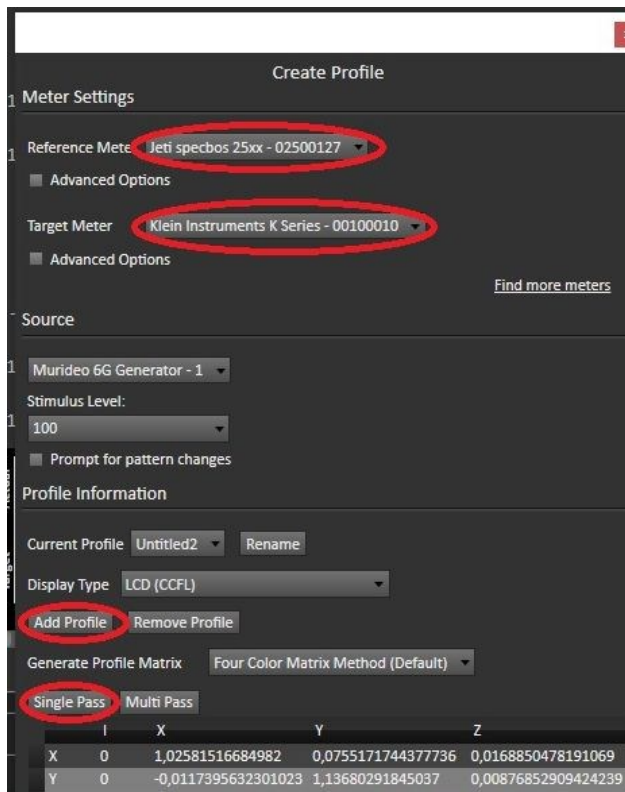 Create Profile
Meter Settings
Reference Mete Jeti specbos 25xx - 02500127
Advanced Options
Target Meter Klein Instruments K Series - 00100010
Advanced Options
Find more meters
Source
Murideo 6G Generator - 1
Stimulus Level:
100
Prompt for pattern changes
Profile Information
Current Profile Untitled2 Rename
Display Type LCD (CCFL)
Add Profile Remove Profile
Generate Profile Matrix Four Color Matrix Method (Default)
Single Pass Multi Pass
I X Y Z
X 0 1,02581516684982 0,0755171744377736 0,0168850478191069
Y 0 -0,0117395632301023 1,13680291845037 0,00876852909424239